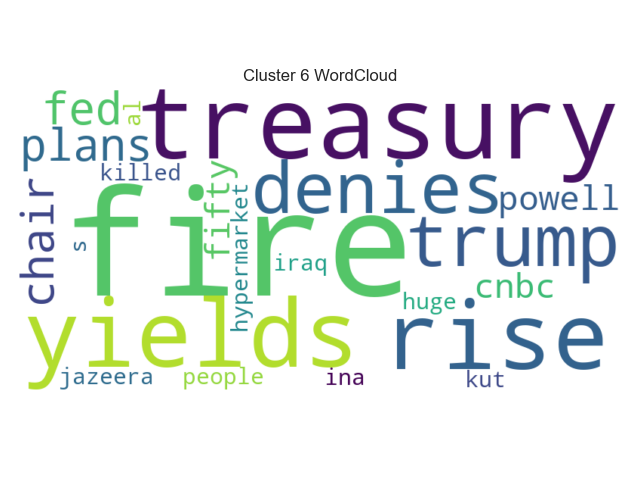 Cluster 6 WordCloud
fed
al
treasury
plans
killed
fifty
denies
powell
chair
s
fire
hypermarket
iraq
trump
cnbc
huge
yields
rise
jazeera
people
ina
kut